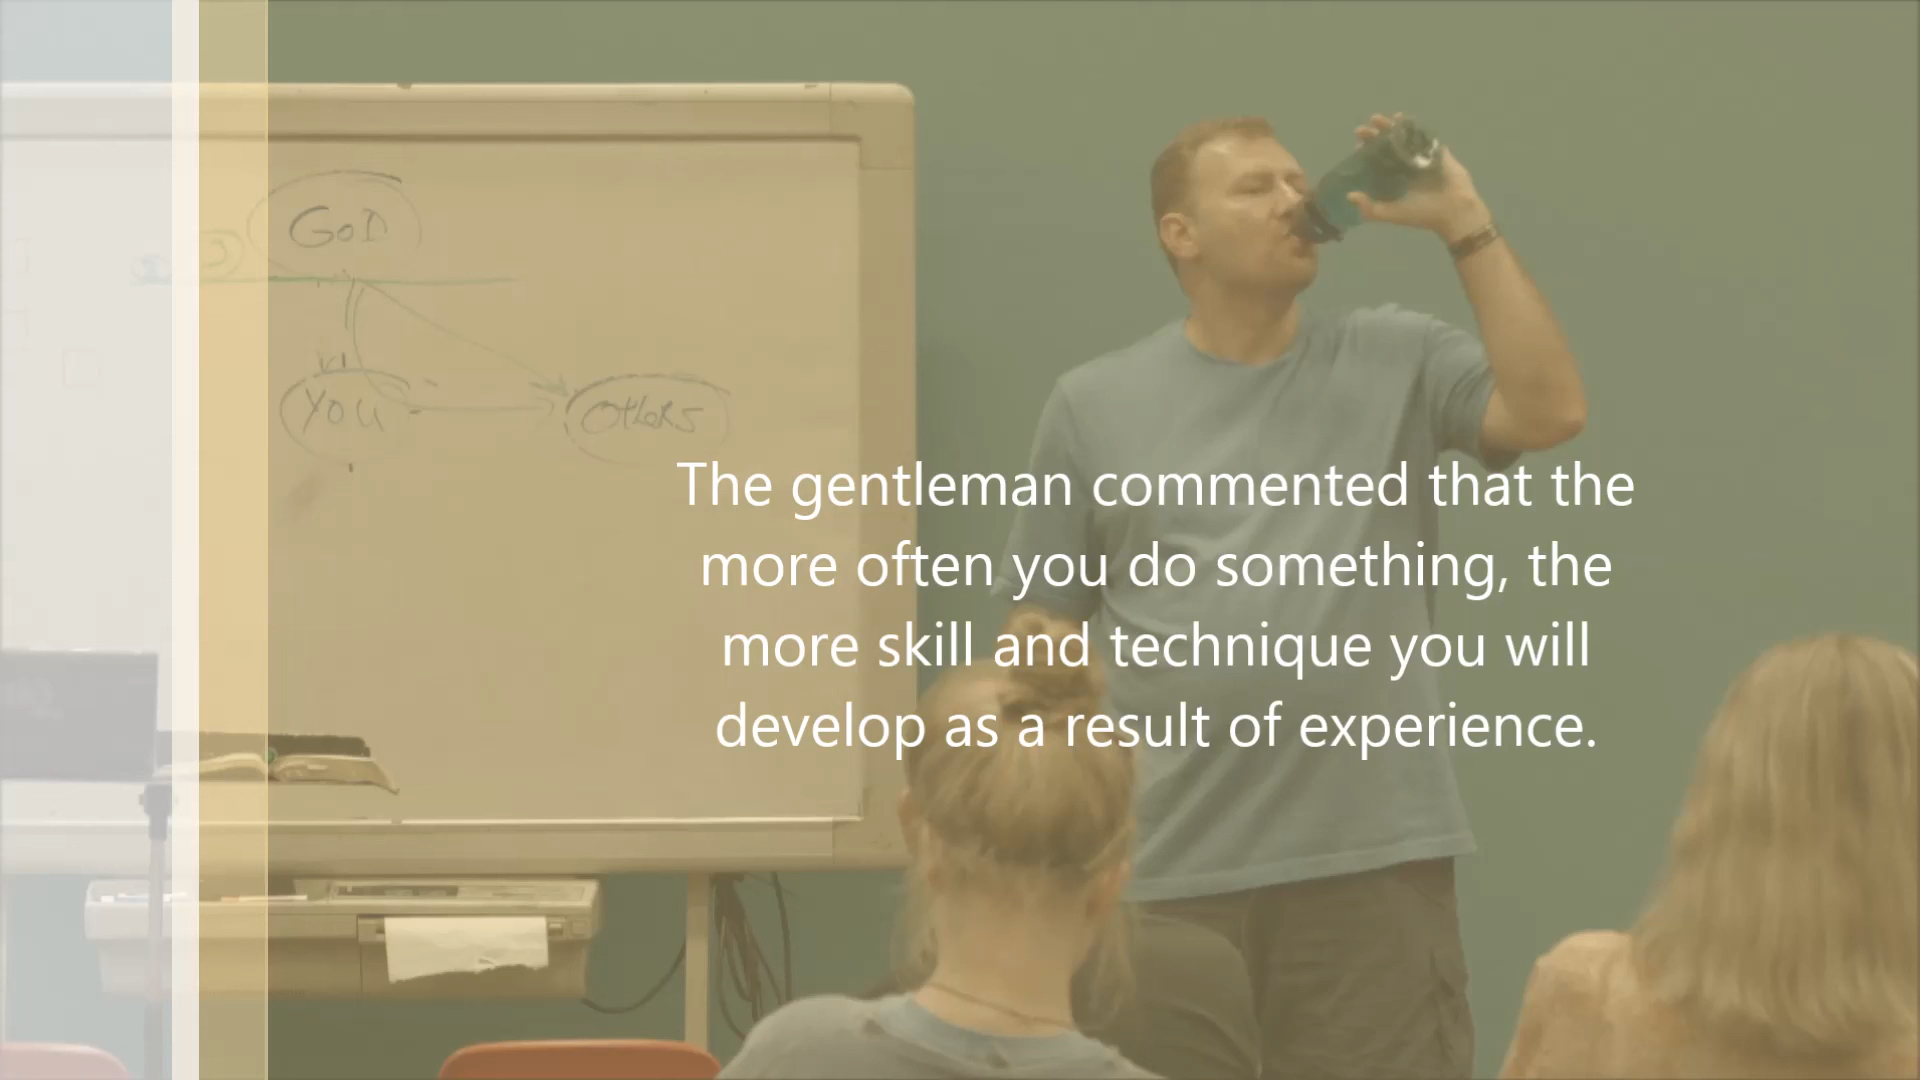 GOD
YOU
OtheRS
The gentleman commented that the
more often you do something, the
more skill and technique you will
develop as a result of experience.